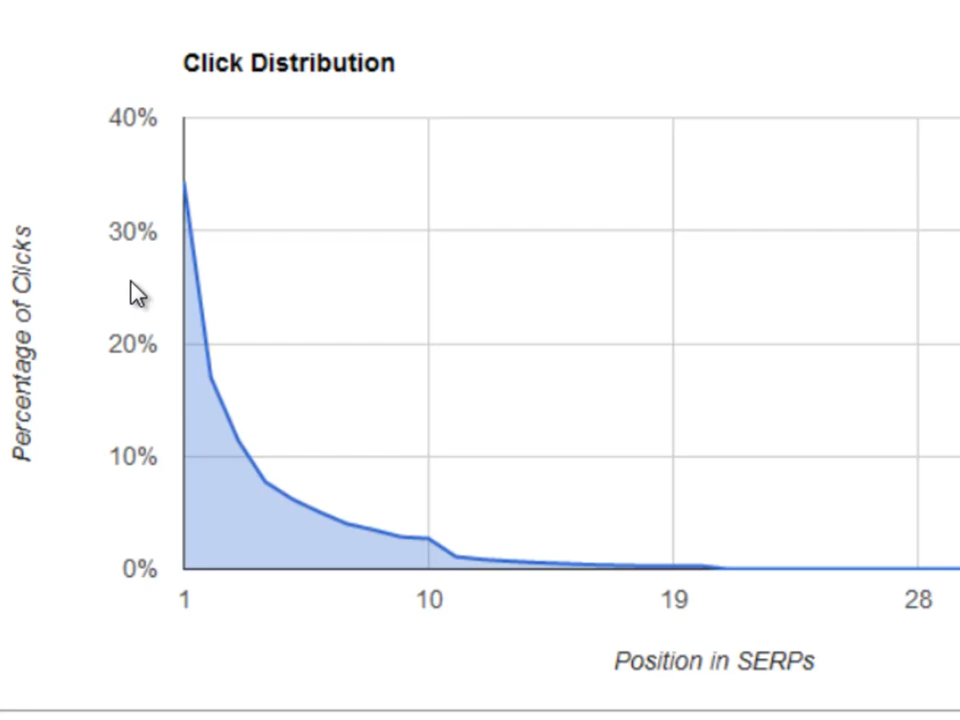 Click Distribution
40%
30%
20%
10%
0%
Percentage of Clicks
1 10 19 28
Position in SERPs